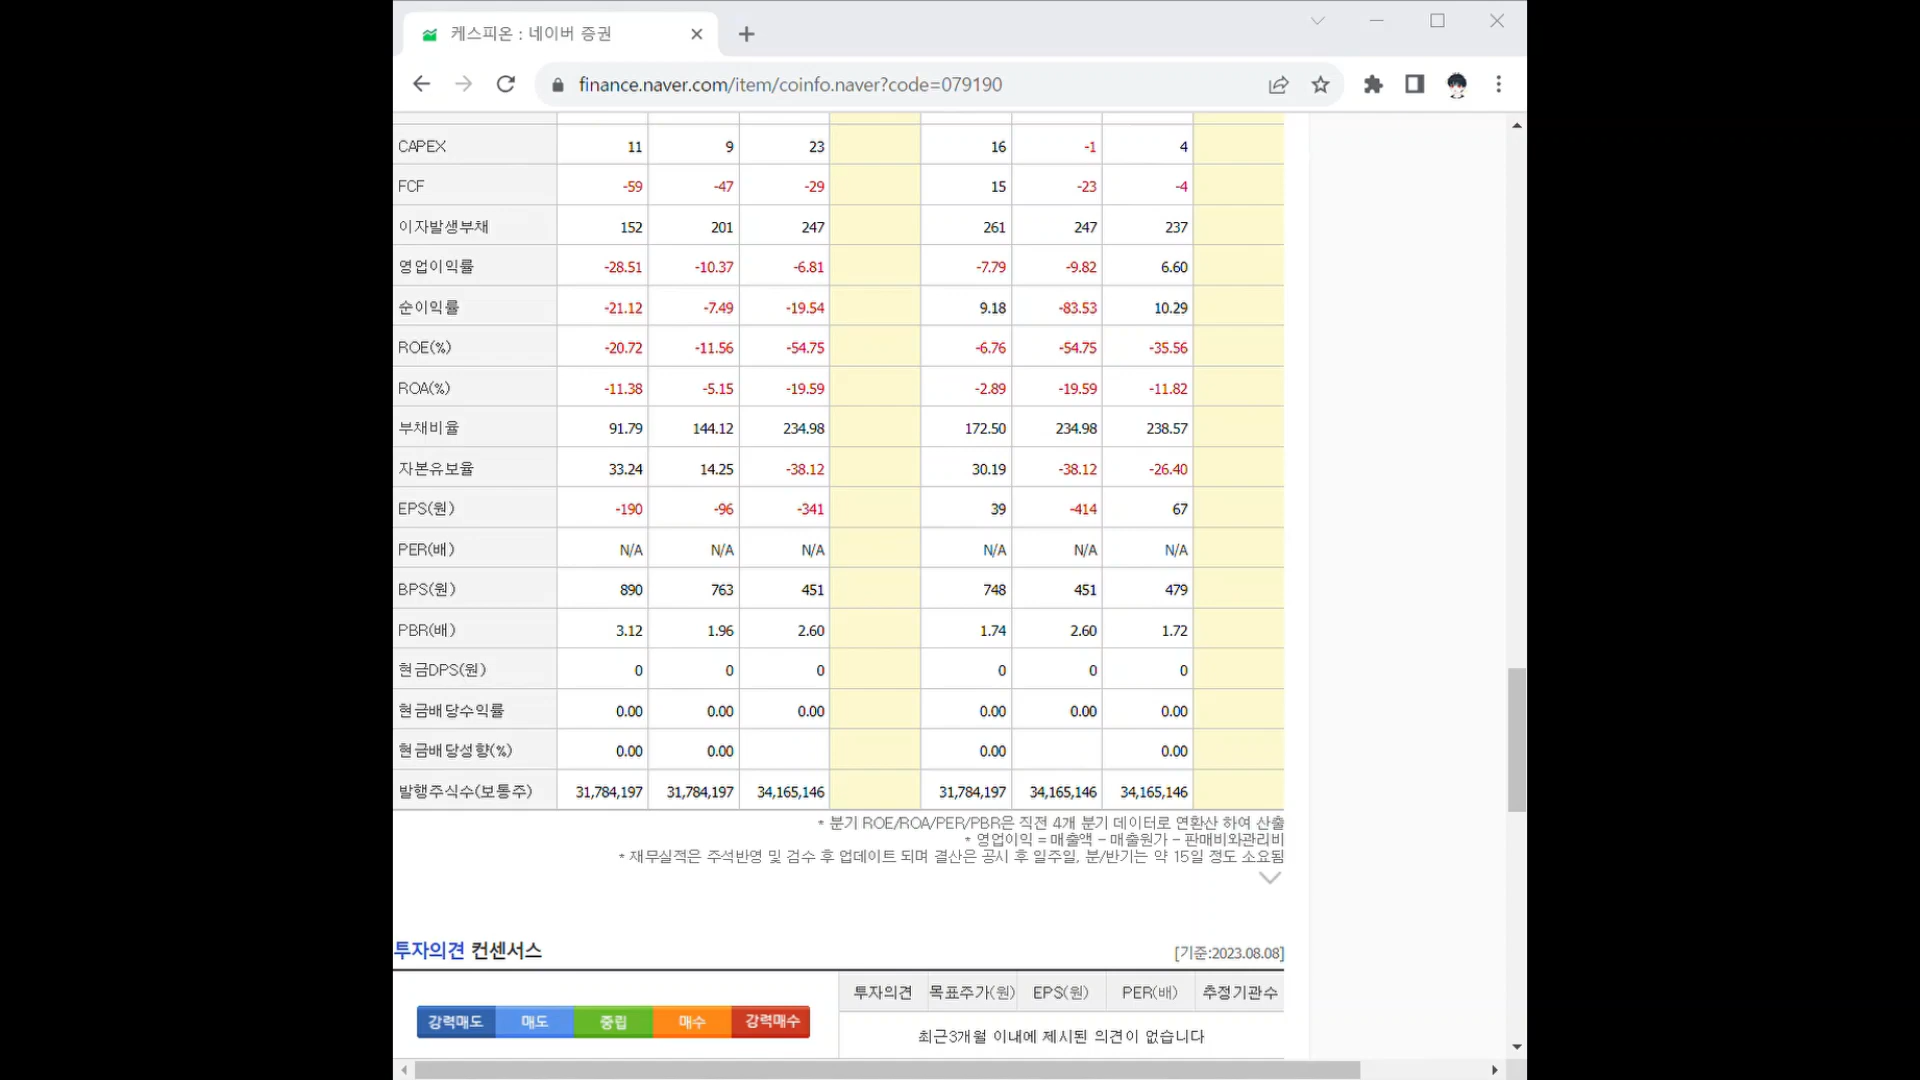 케스피온 : 네이버 증권
finance.naver.com/item/coinfo.naver?code=079190
CAPEX 11 9 23 16 -1 4
FCF -59 -47 -29 15 -23 -4
이자발생부채 152 201 247 261 247 237
영업이익률 -28.51 -10.37 -6.81 -7.79 -9.82 6.60
순이익률 -21.12 -7.49 -19.54 9.18 -83.53 10.29
ROE(%) -20.72 -11.56 -54.75 -6.76 -54.75 -35.56
ROA(%) -11.38 -5.15 -19.59 -2.89 -19.59 -11.82
부채비율 91.79 144.12 234.98 172.50 234.98 238.57
자본유보율 33.24 14.25 -38.12 30.19 -38.12 -26.40
EPS(원) -190 -96 -341 39 -414 67
PER(배) N/A N/A N/A N/A N/A N/A
BPS(원) 890 763 451 748 451 479
PBR(배) 3.12 1.96 2.60 1.74 2.60 1.72
현금DPS(원) 0 0 0 0 0 0
현금배당수익률 0.00 0.00 0.00 0.00 0.00 0.00
현금배당성향(%) 0.00 0.00 0.00 0.00
발행주식수(보통주) 31,784,197 31,784,197 34,165,146 31,784,197 34,165,146 34,165,146
* 분기 ROE/ROA/PER/PBR은 직전 4개 분기 데이터로 연환산 하여 산출
* 영업이익 = 매출액 - 매출원가 - 판매비와관리비
* 재무실적은 주석반영 및 검수 후 업데이트 되며 결산은 공시 후 일주일, 분/반기는 약 15일 정도 소요됨
투자의견 컨센서스 [기준:2023.08.08]
투자의견 목표주가(원) EPS(원) PER(배) 추정기관수
강력매도 매도 중립 매수 강력매수
최근3개월 이내에 제시된 의견이 없습니다